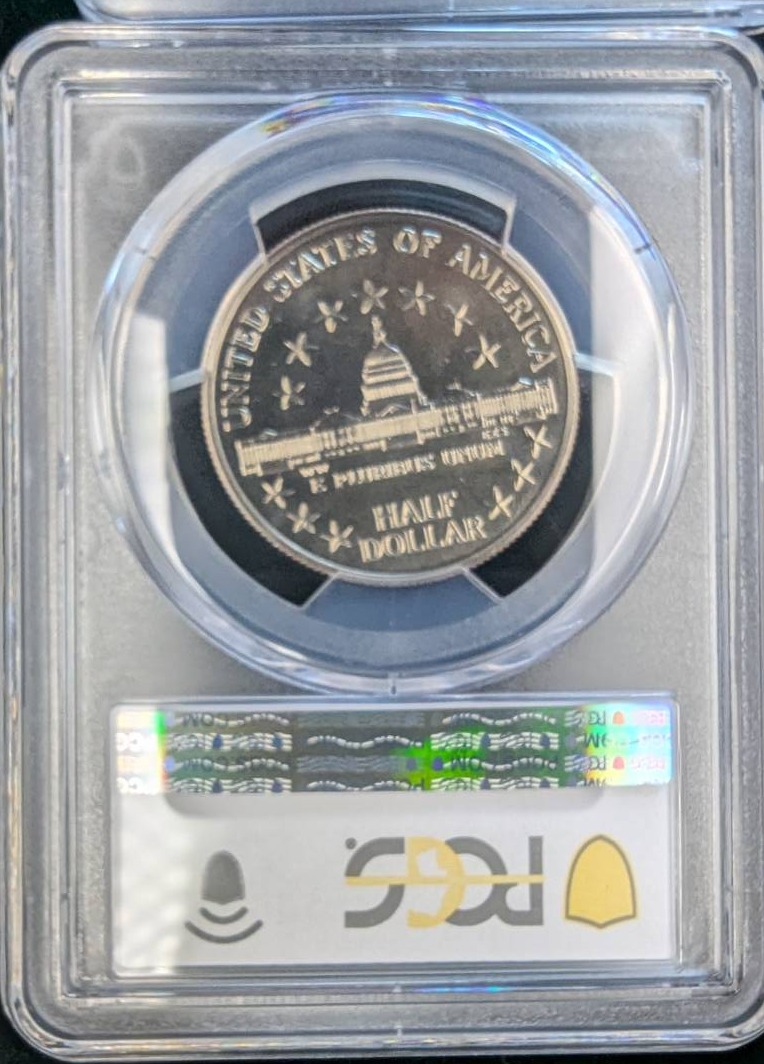 UNITED STATES OF AMERICA
E PLURIBUS UNUM
HALF
DOLLAR
PCGS